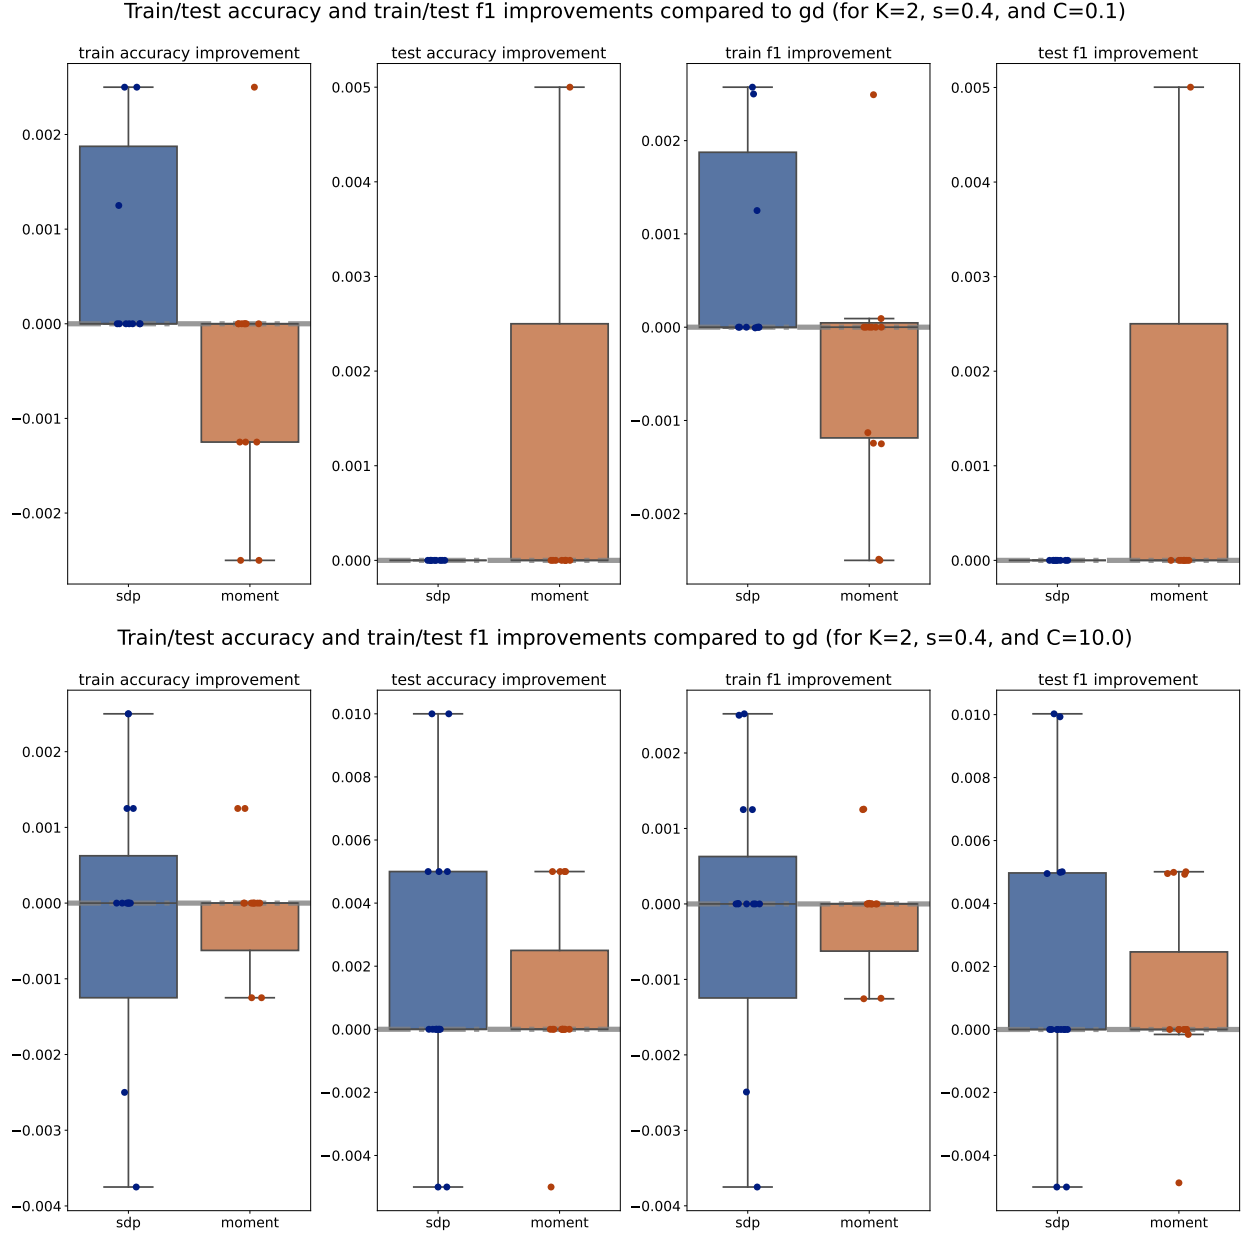 Train/test accuracy and train/test f1 improvements compared to gd (for K=2, s=0.4, and C=0.1)
train accuracy improvement
0.002
0.001
0.000
−0.001
−0.002
sdp moment
test accuracy improvement
0.005
0.004
0.003
0.002
0.001
0.000
sdp moment
train f1 improvement
0.002
0.001
0.000
−0.001
−0.002
sdp moment
test f1 improvement
0.005
0.004
0.003
0.002
0.001
0.000
sdp moment
Train/test accuracy and train/test f1 improvements compared to gd (for K=2, s=0.4, and C=10.0)
train accuracy improvement
0.002
0.001
0.000
−0.001
−0.002
−0.003
−0.004
sdp moment
test accuracy improvement
0.010
0.008
0.006
0.004
0.002
0.000
−0.002
−0.004
sdp moment
train f1 improvement
0.002
0.001
0.000
−0.001
−0.002
−0.003
−0.004
sdp moment
test f1 improvement
0.010
0.008
0.006
0.004
0.002
0.000
−0.002
−0.004
sdp moment